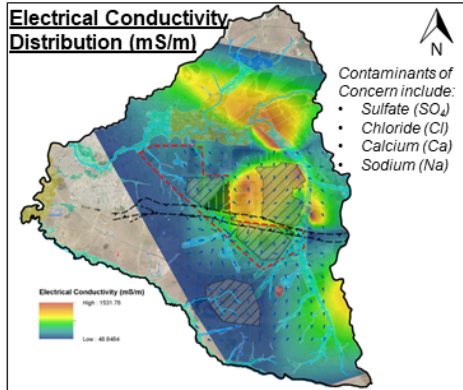 Electrical Conductivity
Distribution (mS/m)
N
Contaminants of
Concern include:
• Sulfate (SO₄)
• Chloride (Cl)
• Calcium (Ca)
• Sodium (Na)
Electrical Conductivity (mS/m)
High : 1531.78
Low : 48.8484